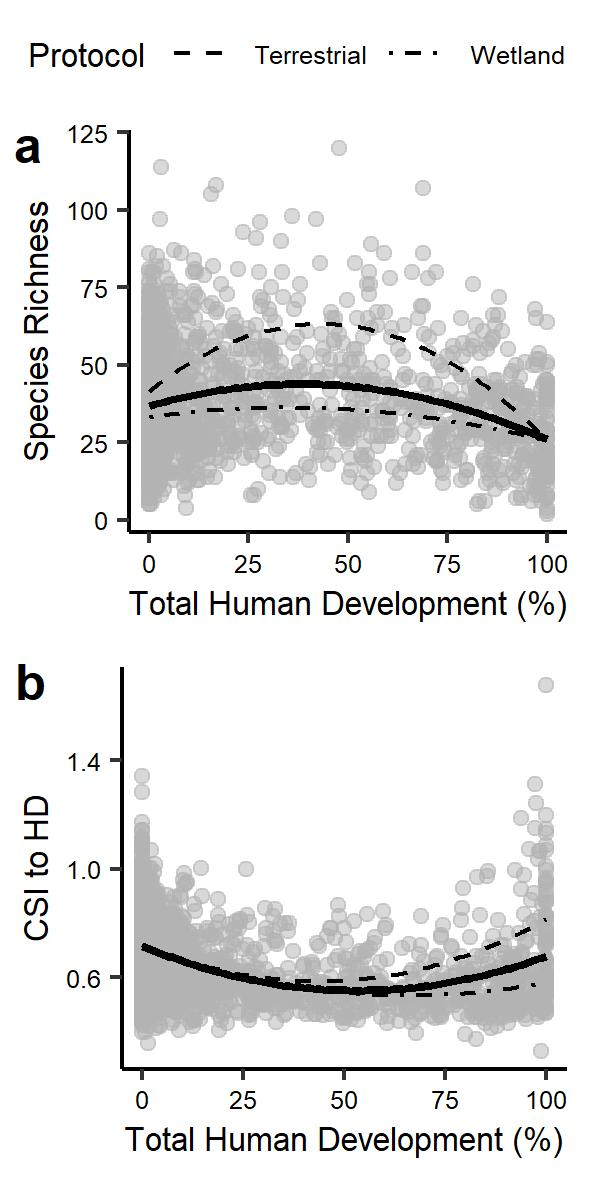 Protocol Terrestrial Wetland
a
125
100
75
50
25
0
Species Richness
0 25 50 75 100
Total Human Development (%)
b
1.4
1.0
0.6
CSI to HD
0 25 50 75 100
Total Human Development (%)